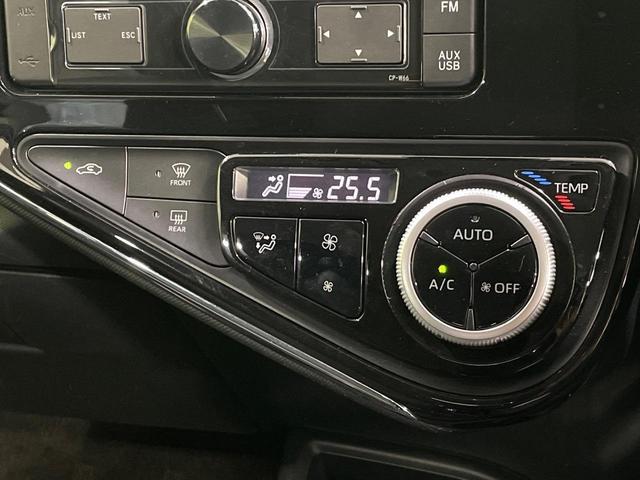 AUX
TEXT
LIST
ESC
FM
AUX
USB
CP-W66
FRONT
REAR
25.5
TEMP
AUTO
A/C
OFF